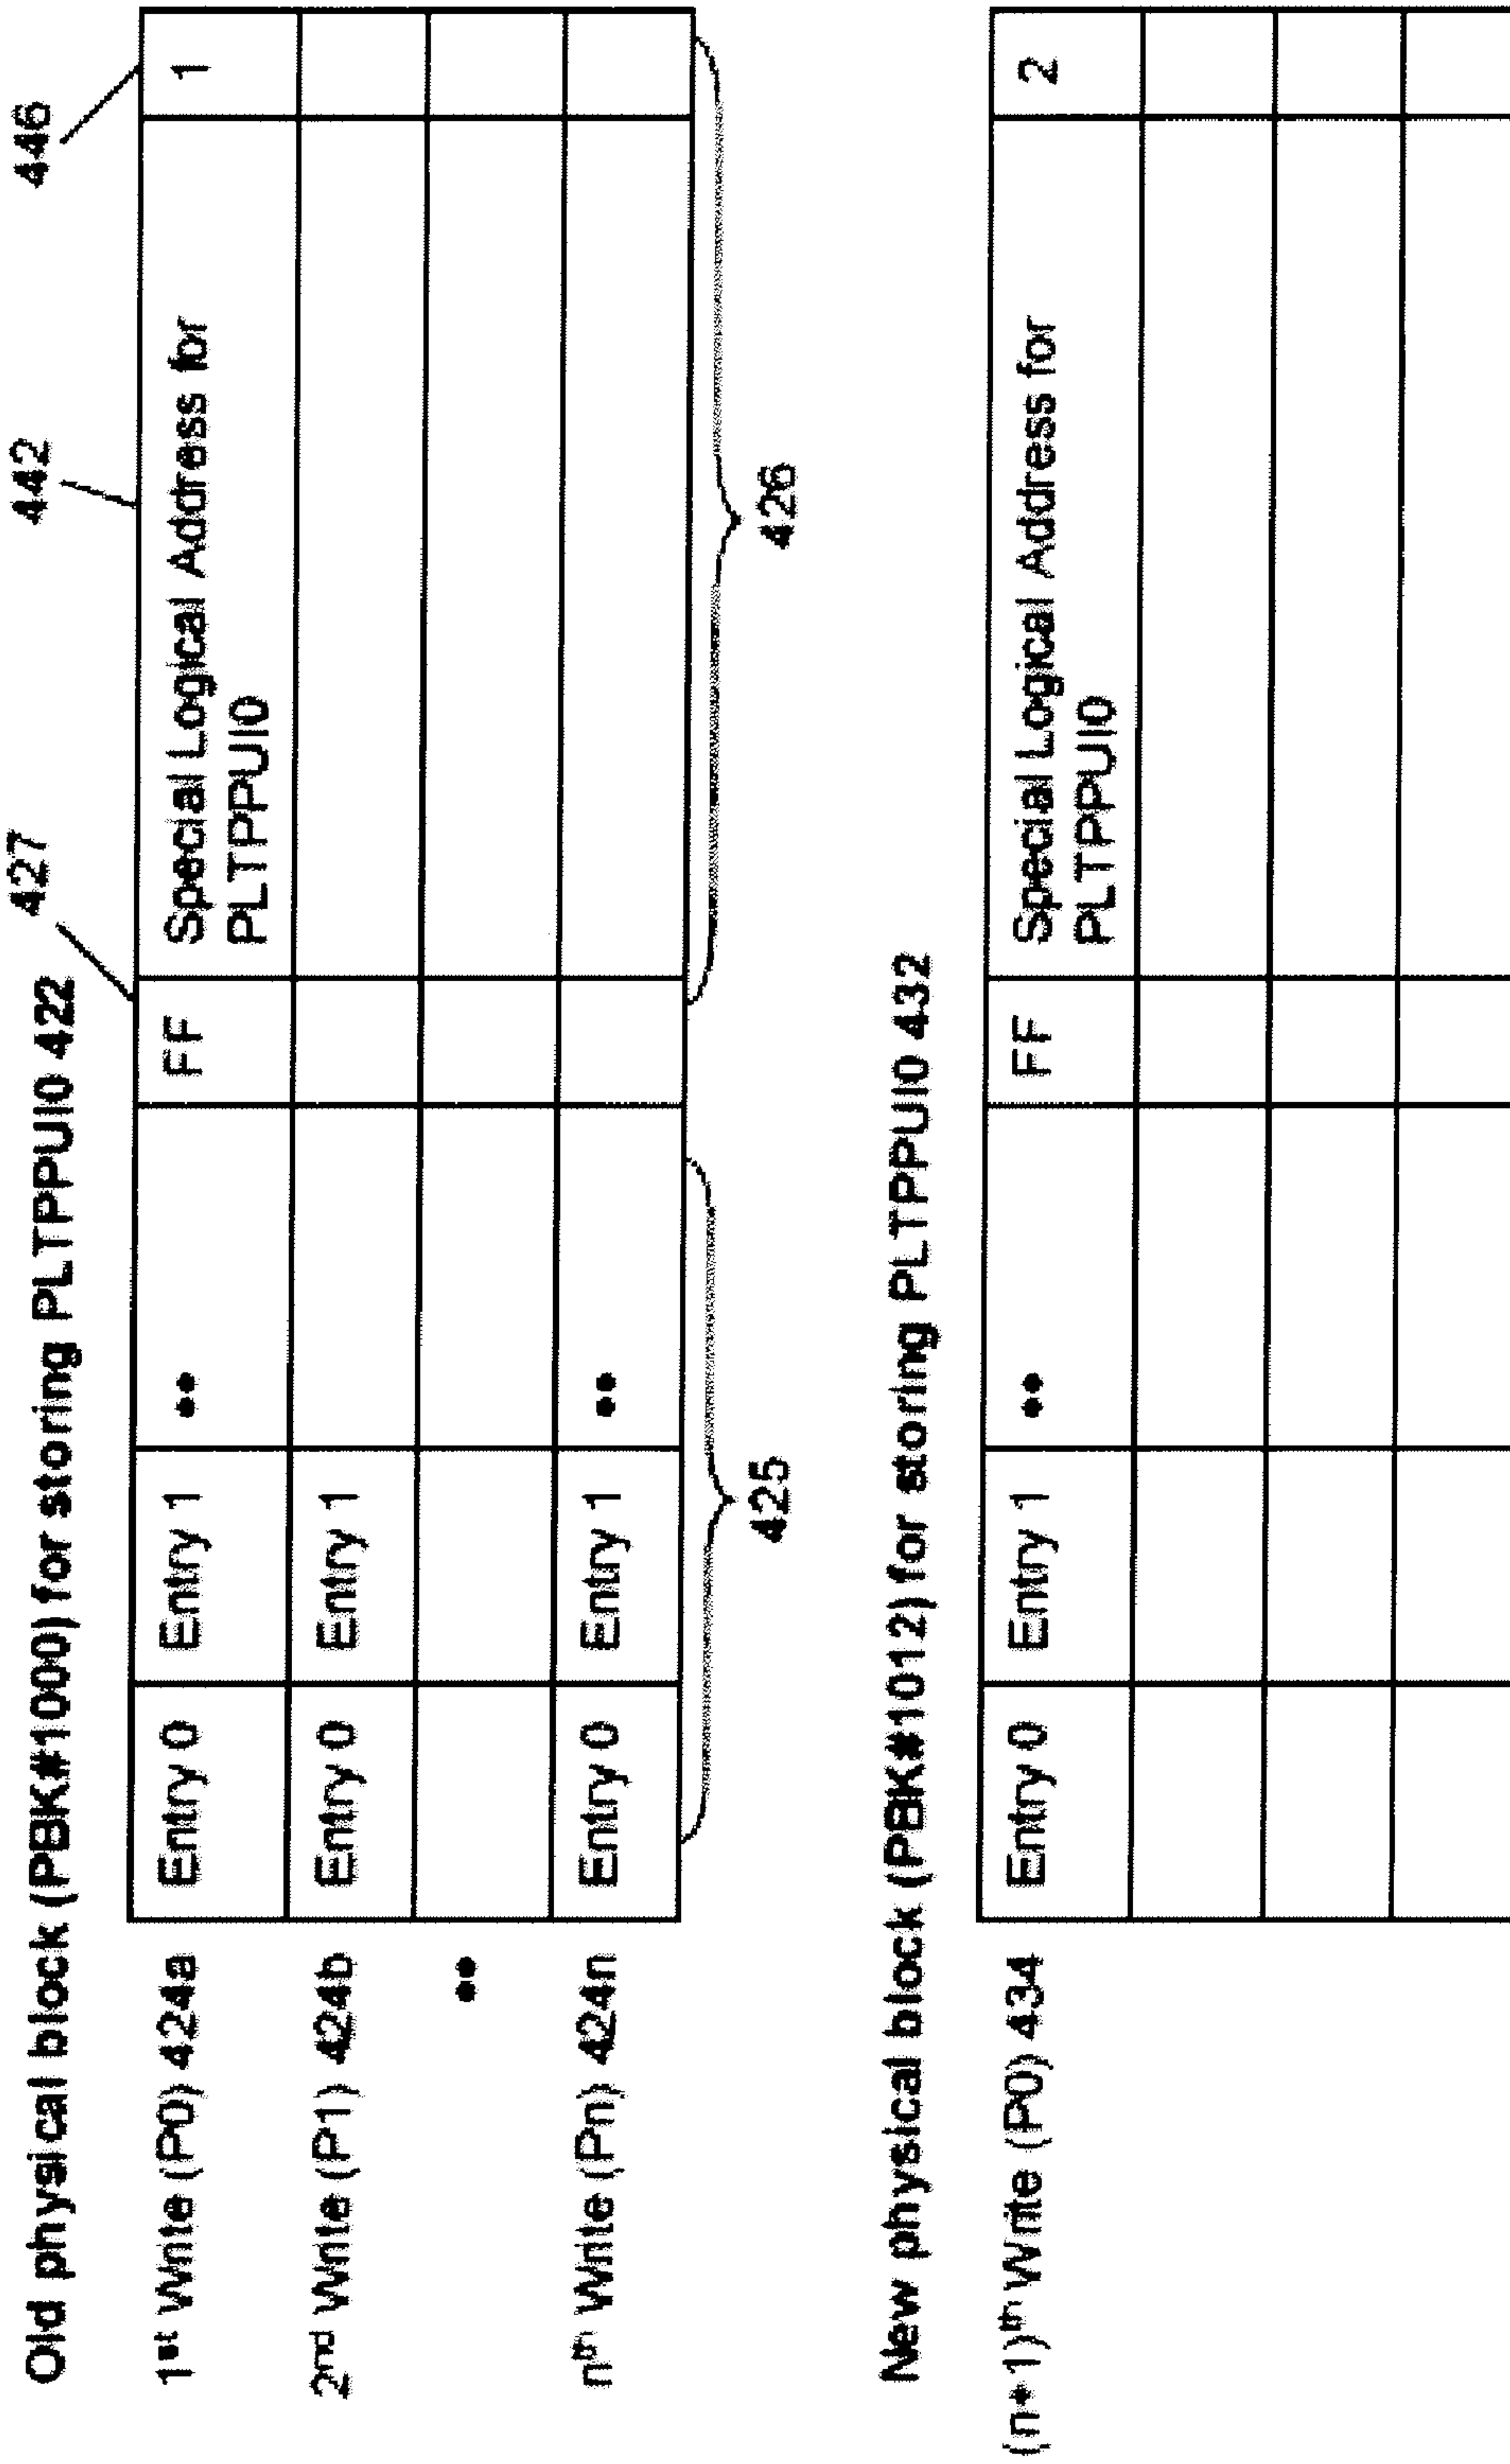 446
442
427
Old physical block (PBK#1000) for storing PLTPPUI0 422
1st Write (P0) 424a Entry 0 Entry 1 •• FF Special Logical Address for PLTPPUI0 1
2nd Write (P1) 424b Entry 0 Entry 1
••
nth Write (Pn) 424n Entry 0 Entry 1 ••
425
426
New physical block (PBK#1012) for storing PLTPPUI0 432
(n+1)th Write (P0) 434 Entry 0 Entry 1 •• FF Special Logical Address for PLTPPUI0 2